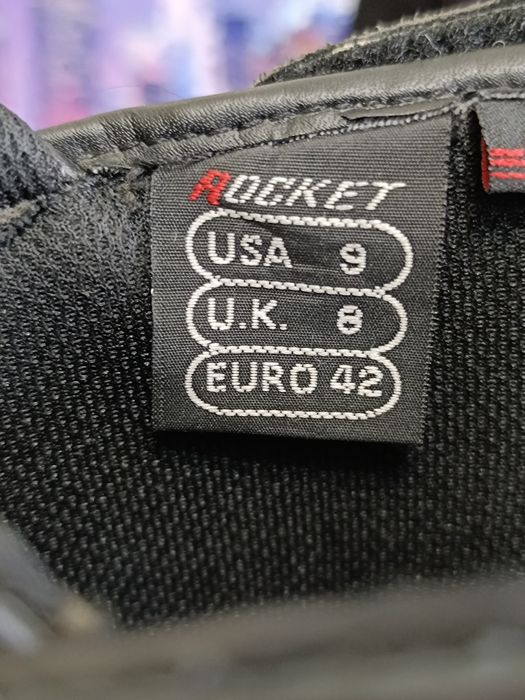 ROCKET
USA 9
U.K. 8
EURO 42